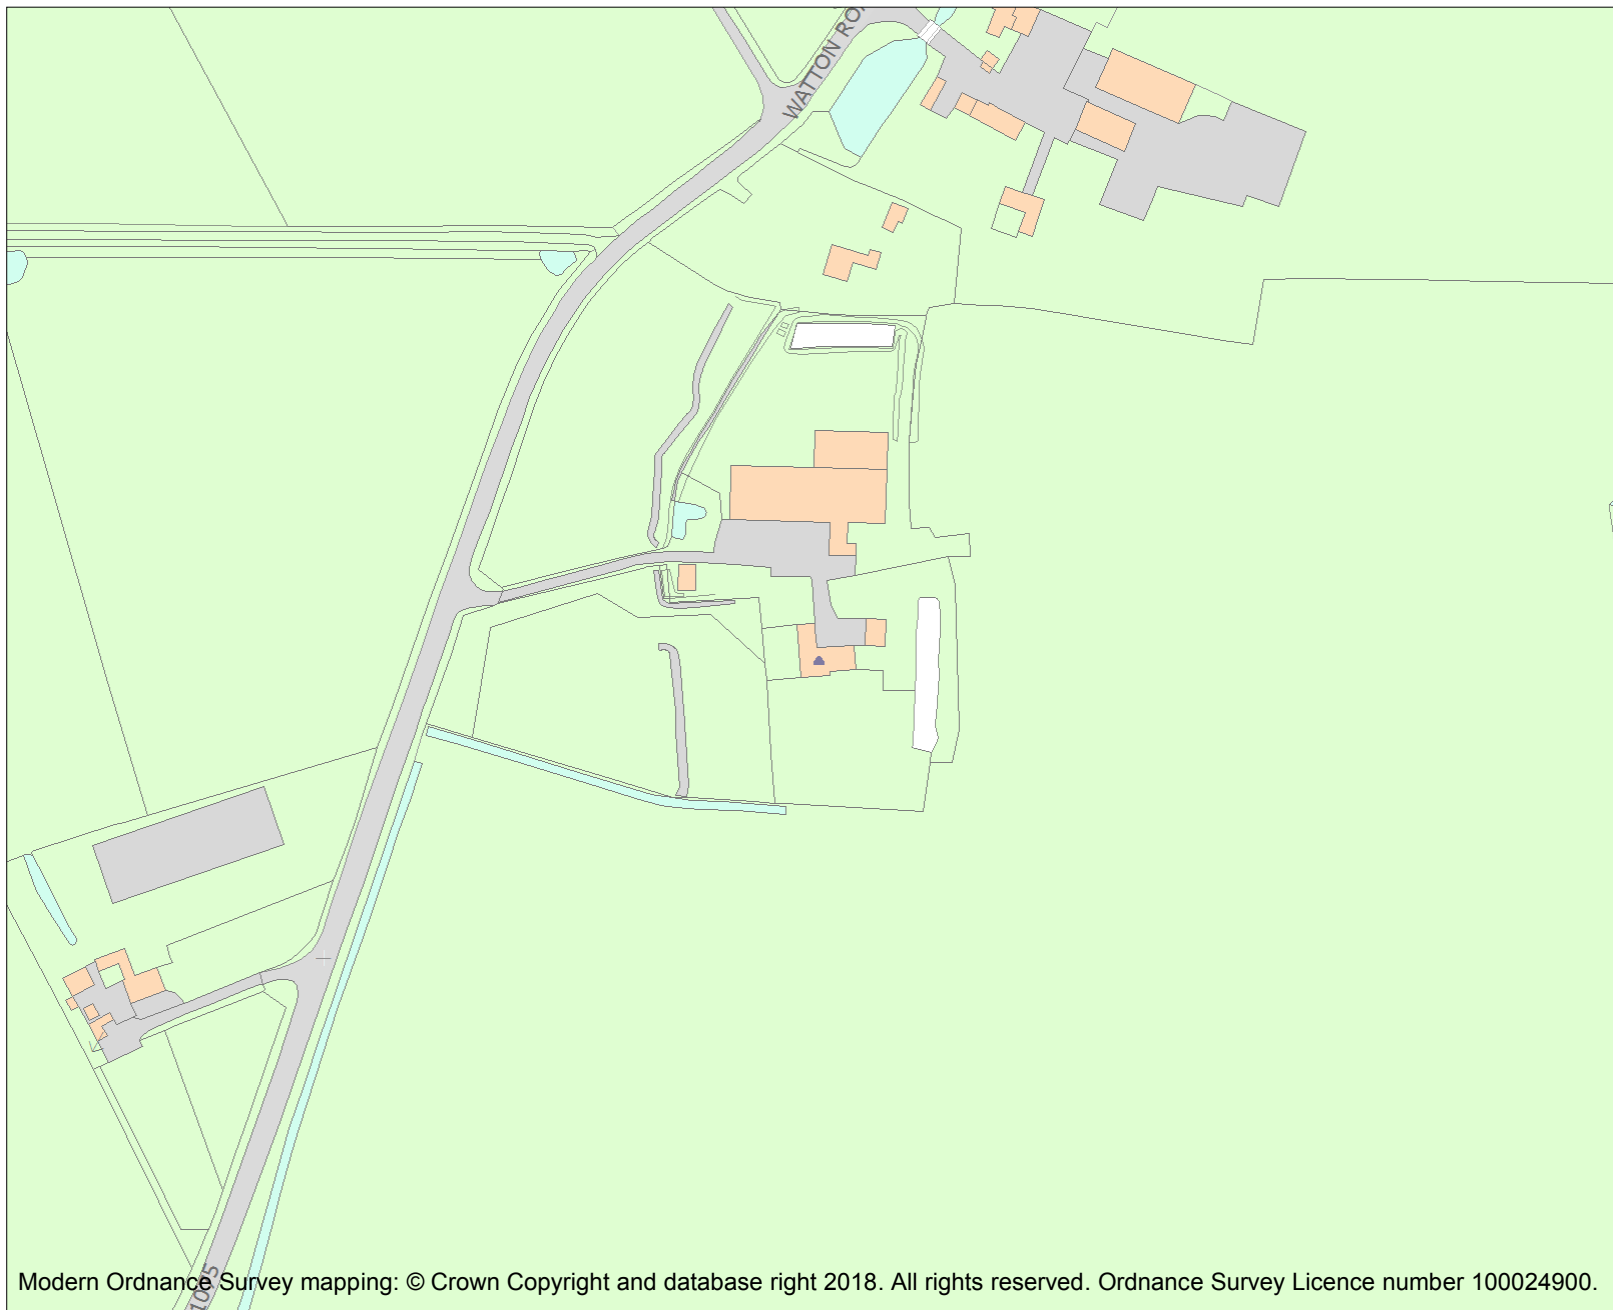 WATTON RO
Modern Ordnance Survey mapping: © Crown Copyright and database right 2018. All rights reserved. Ordnance Survey Licence number 100024900.